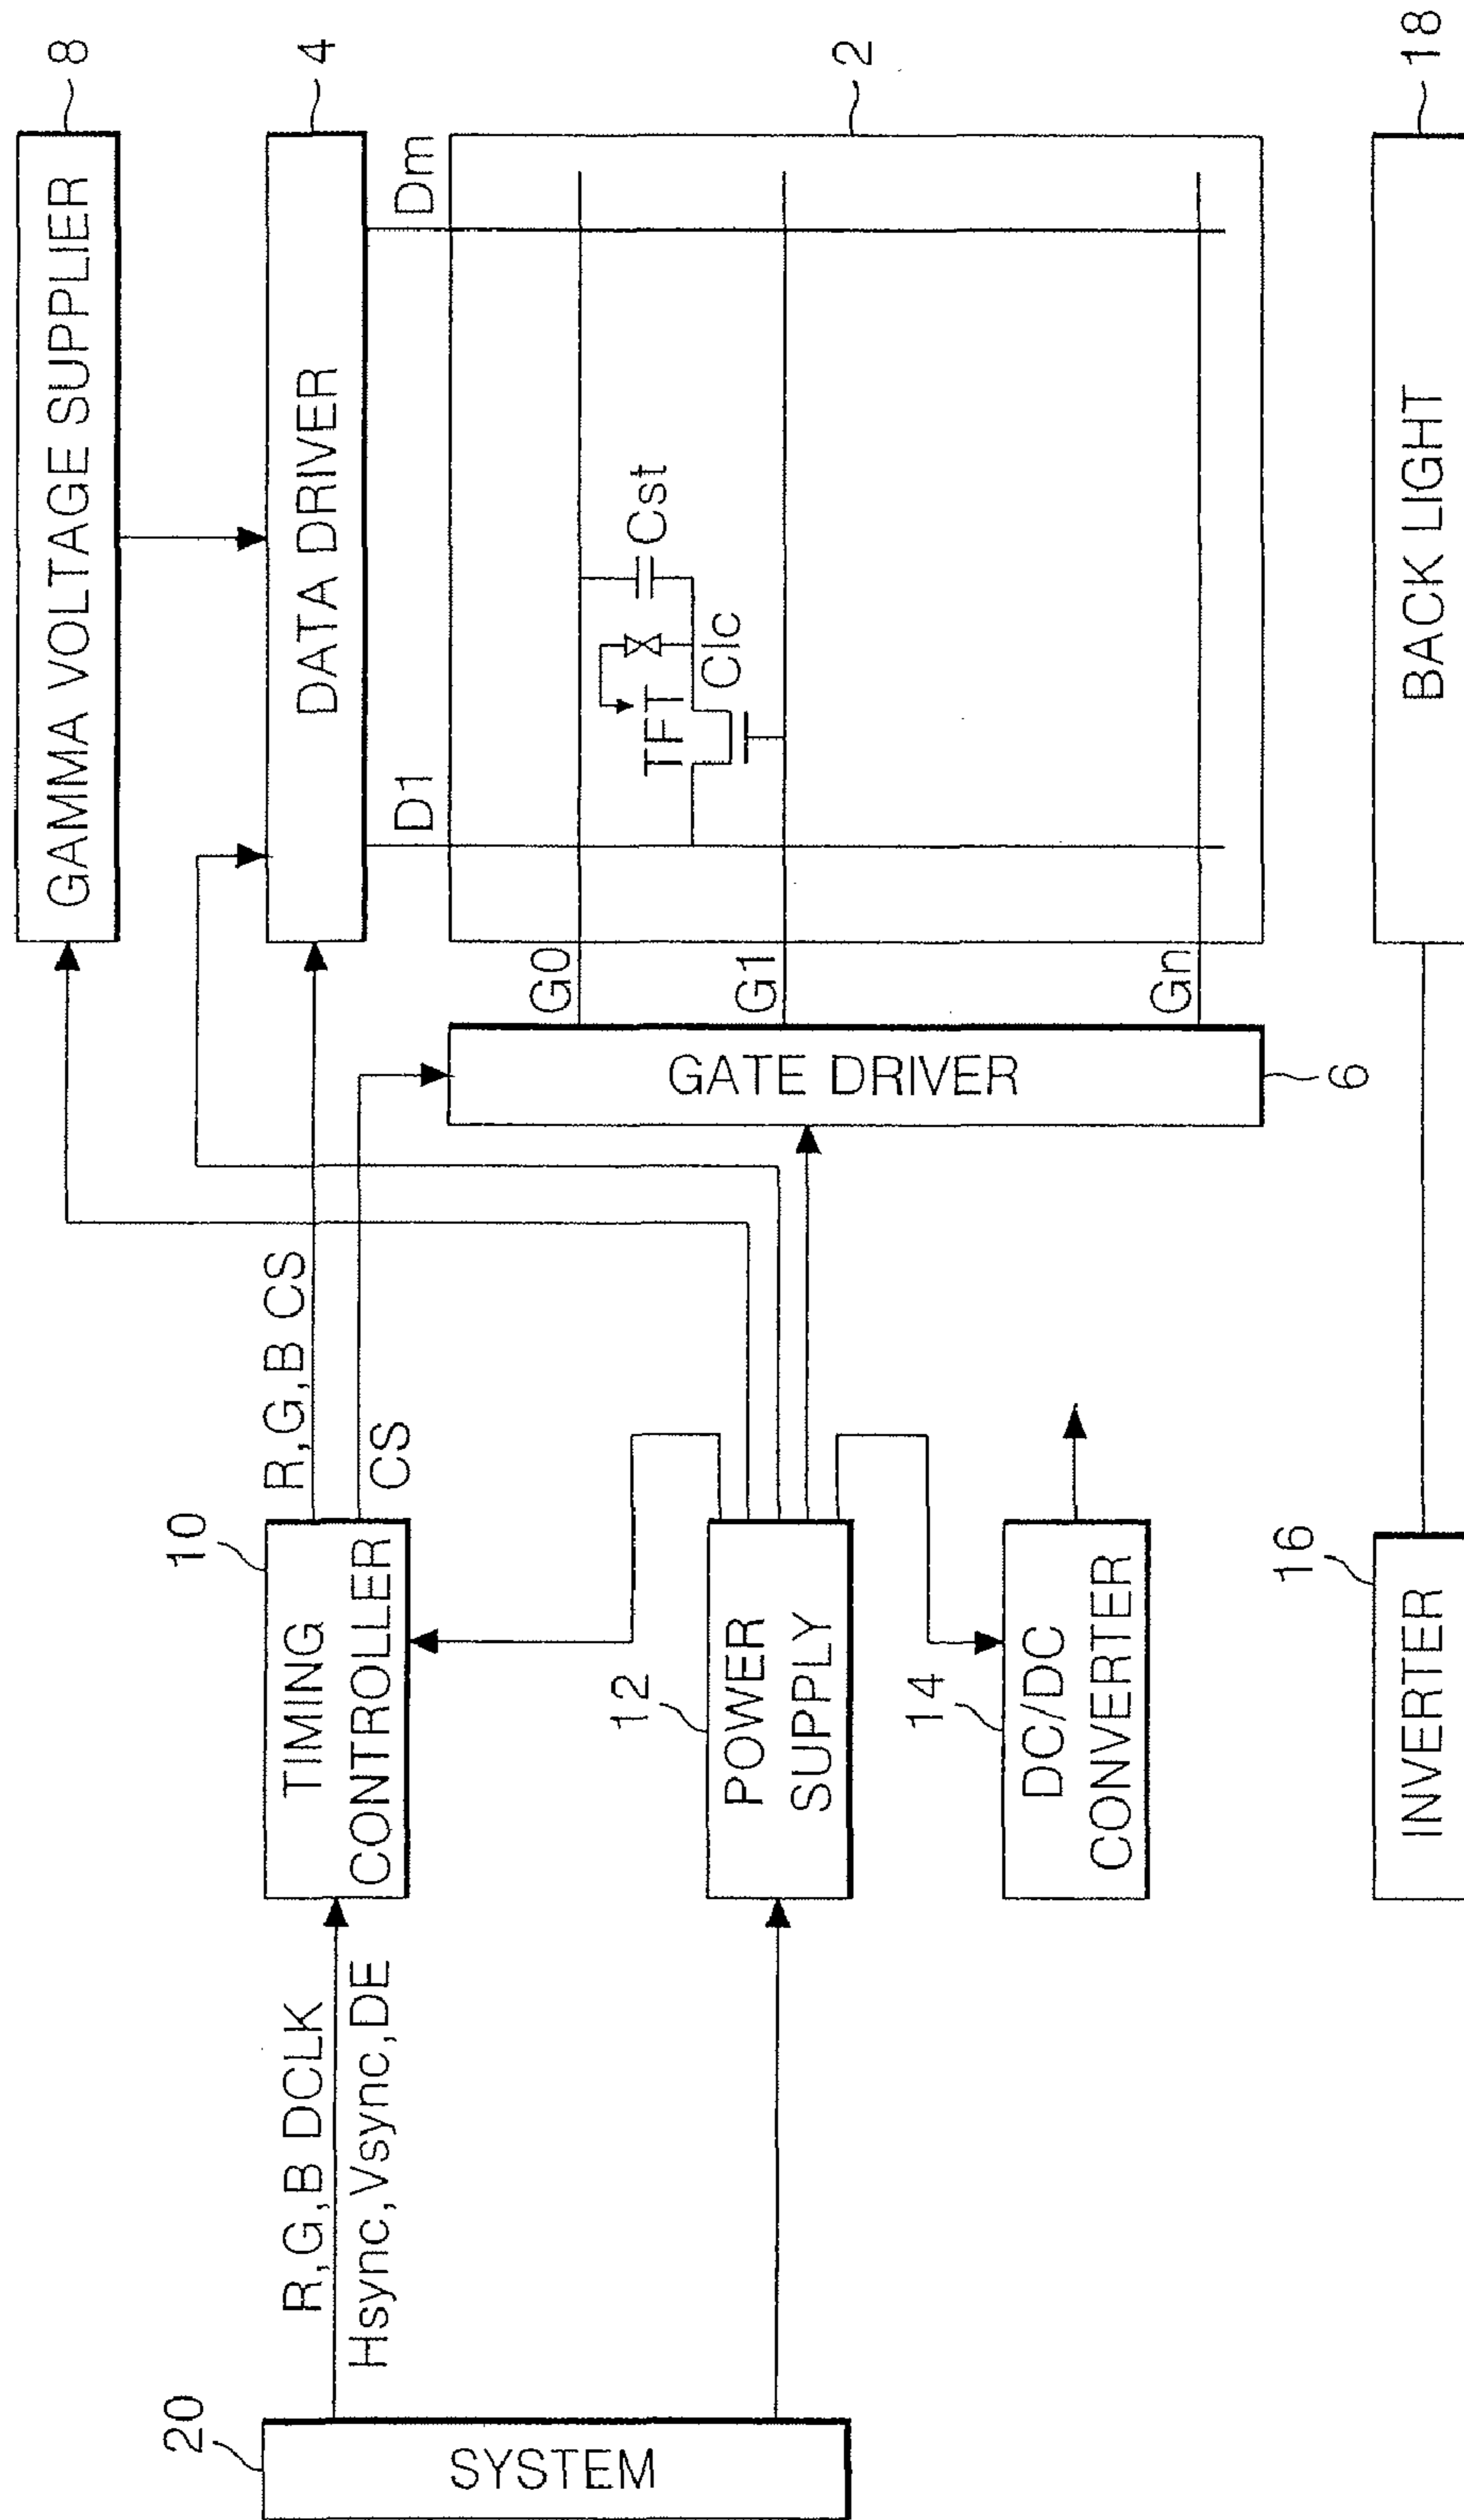 GAMMA VOLTAGE SUPPLIER
8
DATA DRIVER
4
D1
Dm
2
20
SYSTEM
R,G,B DCLK
Hsync,Vsync,DE
10
TIMING
CONTROLLER
R,G,B CS
CS
G0
G1
Gn
GATE DRIVER
6
TFT
Clc
Cst
12
POWER
SUPPLY
14
DC/DC
CONVERTER
16
INVERTER
BACK LIGHT
18